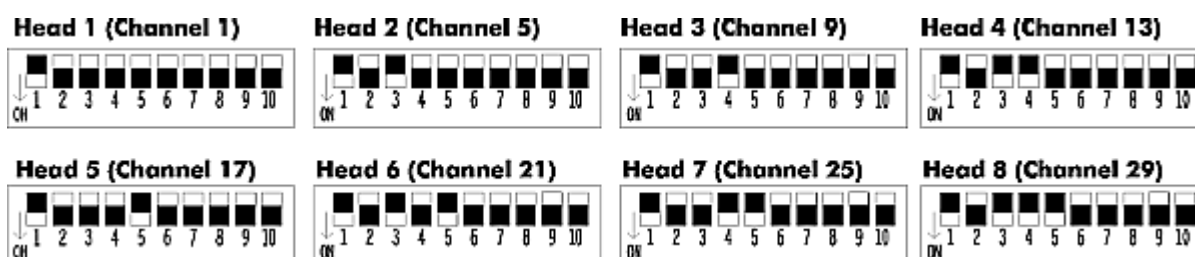 Head 1 (Channel 1)
Head 2 (Channel 5)
Head 3 (Channel 9)
Head 4 (Channel 13)
1 2 3 4 5 6 7 8 9 10
ON
1 2 3 4 5 6 7 8 9 10
ON
1 2 3 4 5 6 7 8 9 10
ON
1 2 3 4 5 6 7 8 9 10
ON
Head 5 (Channel 17)
Head 6 (Channel 21)
Head 7 (Channel 25)
Head 8 (Channel 29)
1 2 3 4 5 6 7 8 9 10
ON
1 2 3 4 5 6 7 8 9 10
ON
1 2 3 4 5 6 7 8 9 10
ON
1 2 3 4 5 6 7 8 9 10
ON